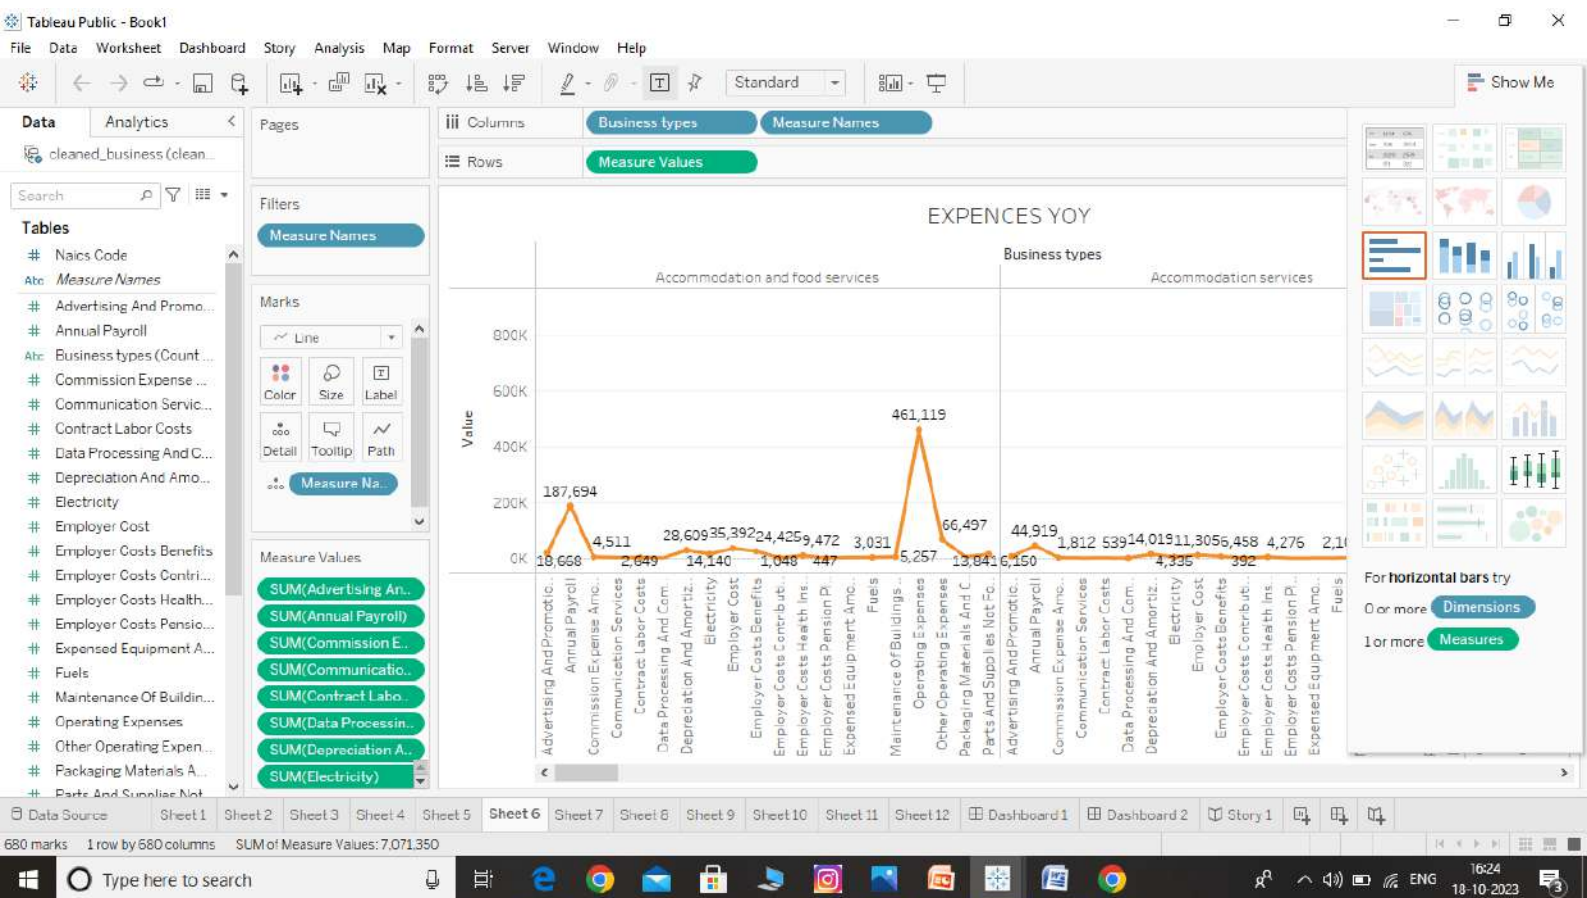 Tableau Public - Book1
File Data Worksheet Dashboard Story Analysis Map Format Server Window Help
Standard
Show Me
Data Analytics
cleaned_business (clean...
Search
Tables
Naics Code
Abc Measure Names
Advertising And Promo...
Annual Payroll
Abc Business types (Count ...
Commission Expense ...
Communication Servic...
Contract Labor Costs
Data Processing And C...
Depreciation And Amo...
Electricity
Employer Cost
Employer Costs Benefits
Employer Costs Contri...
Employer Costs Health...
Employer Costs Pensio...
Expensed Equipment A...
Fuels
Maintenance Of Buildin...
Operating Expenses
Other Operating Expen...
Packaging Materials A...
Parts And Supplies Not
Pages
Filters
Measure Names
Marks
Line
Color Size Label
Detail Tooltip Path
Measure Na..
Measure Values
SUM(Advertising An..
SUM(Annual Payroll)
SUM(Commission E..
SUM(Communicatio..
SUM(Contract Labo..
SUM(Data Processin..
SUM(Depreciation A..
SUM(Electricity)
Columns Business types Measure Names
Rows Measure Values
EXPENCES YOY
Business types
Accommodation and food services Accommodation services
Value
800K
600K
400K
200K
0K
461,119
187,694
4,511
28,609
35,392
24,425
9,472
3,031
66,497
44,919
1,812
539
14,019
11,305
6,458
4,276
2,10
18,668
2,649
14,140
1,048
447
5,257
13,841
6,150
4,335
392
Advertising And Promotio..
Annual Payroll
Commission Expense Amo..
Communication Services
Contract Labor Costs
Data Processing And Com..
Depreciation And Amortiz..
Electricity
Employer Cost
Employer Costs Benefits
Employer Costs Contributi..
Employer Costs Health Ins..
Employer Costs Pension Pl..
Expensed Equipment Amo..
Fuels
Maintenance Of Buildings..
Operating Expenses
Other Operating Expenses
Packaging Materials And C..
Parts And Supplies Not Fo..
Advertising And Promotio..
Annual Payroll
Commission Expense Amo..
Communication Services
Contract Labor Costs
Data Processing And Com..
Depreciation And Amortiz..
Electricity
Employer Cost
Employer Costs Benefits
Employer Costs Contributi..
Employer Costs Health Ins..
Employer Costs Pension Pl..
Expensed Equipment Amo..
Fuels
For horizontal bars try
0 or more Dimensions
1 or more Measures
Data Source Sheet 1 Sheet 2 Sheet 3 Sheet 4 Sheet 5 Sheet 6 Sheet 7 Sheet 8 Sheet 9 Sheet 10 Sheet 11 Sheet 12 Dashboard 1 Dashboard 2 Story 1
680 marks 1 row by 680 columns SUM of Measure Values: 7,071,350
Type here to search
ENG
16:24
18-10-2023
3